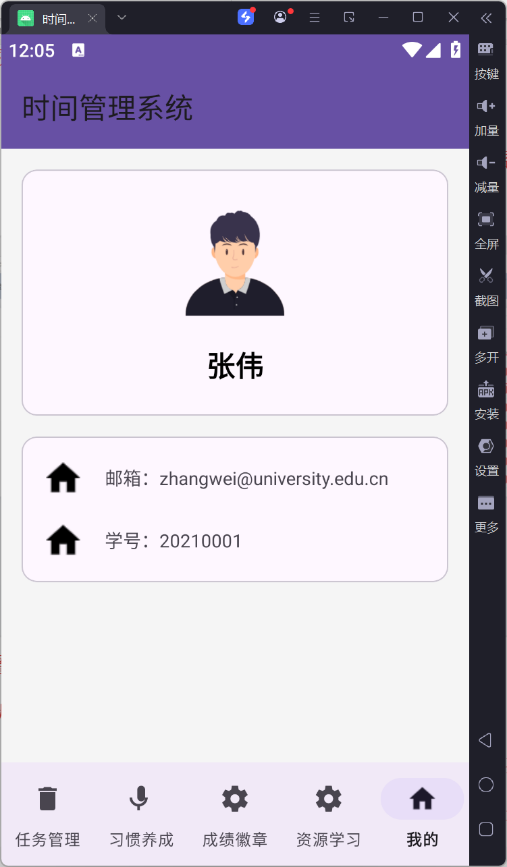 时间...
12:05 A
时间管理系统
张伟
邮箱：zhangwei@university.edu.cn
学号：20210001
任务管理 习惯养成 成绩徽章 资源学习 我的
按键
加量
减量
全屏
截图
多开
APK
安装
设置
更多